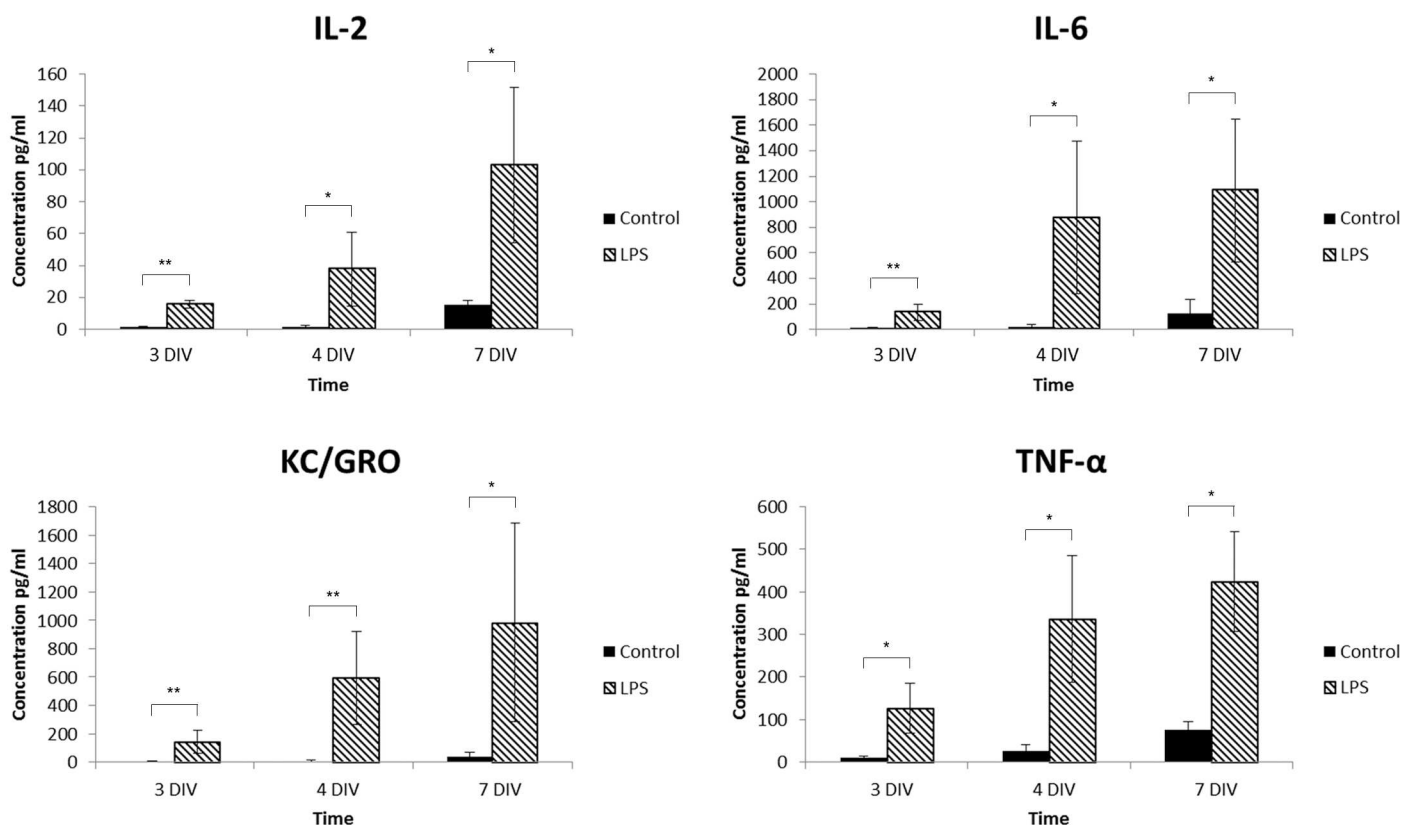 IL-2
Concentration pg/ml
160
140
120
100
80
60
40
20
0
**
*
*
3 DIV
4 DIV
7 DIV
Time
Control
LPS
IL-6
Concentration pg/ml
2000
1800
1600
1400
1200
1000
800
600
400
200
0
**
*
*
3 DIV
4 DIV
7 DIV
Time
Control
LPS
KC/GRO
Concentration pg/ml
1800
1600
1400
1200
1000
800
600
400
200
0
**
**
*
3 DIV
4 DIV
7 DIV
Time
Control
LPS
TNF-α
Concentration pg/ml
600
500
400
300
200
100
0
*
*
*
3 DIV
4 DIV
7 DIV
Time
Control
LPS